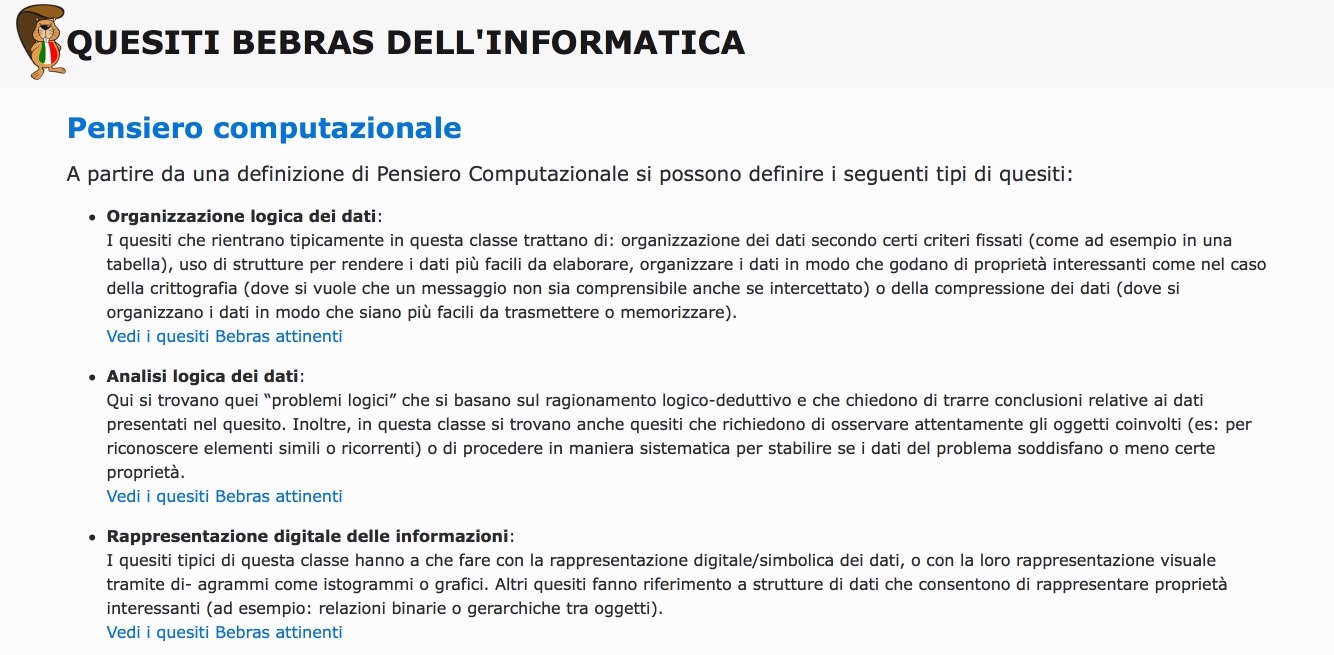 QUESITI BEBRAS DELL'INFORMATICA
Pensiero computazionale
A partire da una definizione di Pensiero Computazionale si possono definire i seguenti tipi di quesiti:
• Organizzazione logica dei dati:
I quesiti che rientrano tipicamente in questa classe trattano di: organizzazione dei dati secondo certi criteri fissati (come ad esempio in una
tabella), uso di strutture per rendere i dati più facili da elaborare, organizzare i dati in modo che godano di proprietà interessanti come nel caso
della crittografia (dove si vuole che un messaggio non sia comprensibile anche se intercettato) o della compressione dei dati (dove si
organizzano i dati in modo che siano più facili da trasmettere o memorizzare).
Vedi i quesiti Bebras attinenti
• Analisi logica dei dati:
Qui si trovano quei “problemi logici” che si basano sul ragionamento logico-deduttivo e che chiedono di trarre conclusioni relative ai dati
presentati nel quesito. Inoltre, in questa classe si trovano anche quesiti che richiedono di osservare attentamente gli oggetti coinvolti (es: per
riconoscere elementi simili o ricorrenti) o di procedere in maniera sistematica per stabilire se i dati del problema soddisfano o meno certe
proprietà.
Vedi i quesiti Bebras attinenti
• Rappresentazione digitale delle informazioni:
I quesiti tipici di questa classe hanno a che fare con la rappresentazione digitale/simbolica dei dati, o con la loro rappresentazione visuale
tramite di- agrammi come istogrammi o grafici. Altri quesiti fanno riferimento a strutture di dati che consentono di rappresentare proprietà
interessanti (ad esempio: relazioni binarie o gerarchiche tra oggetti).
Vedi i quesiti Bebras attinenti